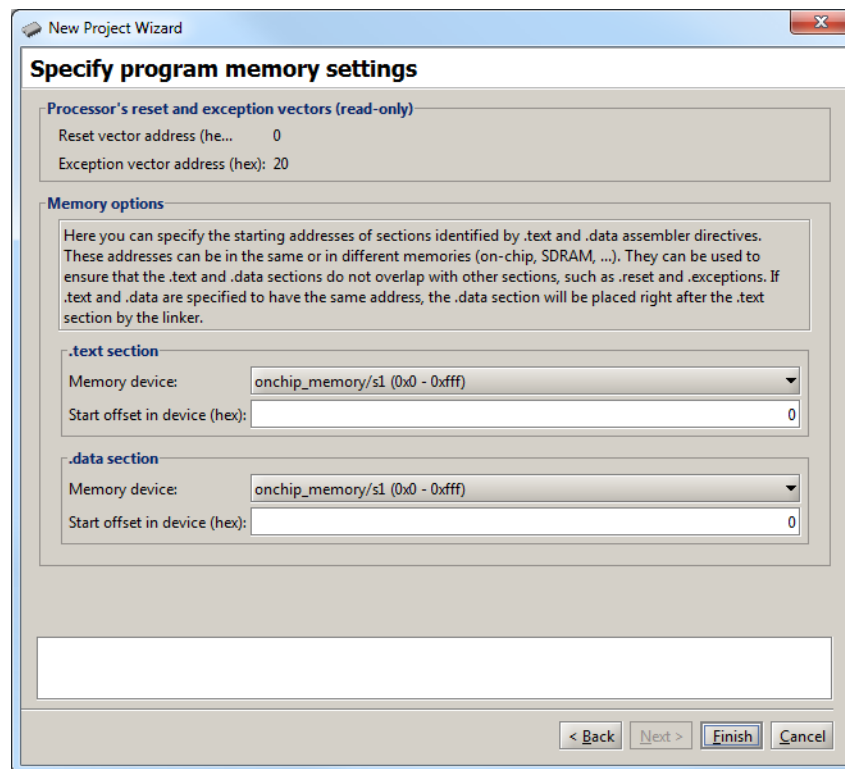 New Project Wizard
Specify program memory settings
Processor's reset and exception vectors (read-only)
Reset vector address (he... 0
Exception vector address (hex): 20
Memory options
Here you can specify the starting addresses of sections identified by .text and .data assembler directives.
These addresses can be in the same or in different memories (on-chip, SDRAM, ...). They can be used to
ensure that the .text and .data sections do not overlap with other sections, such as .reset and .exceptions. If
.text and .data are specified to have the same address, the .data section will be placed right after the .text
section by the linker.
.text section
Memory device: onchip_memory/s1 (0x0 - 0xfff)
Start offset in device (hex): 0
.data section
Memory device: onchip_memory/s1 (0x0 - 0xfff)
Start offset in device (hex): 0
< Back Next > Finish Cancel